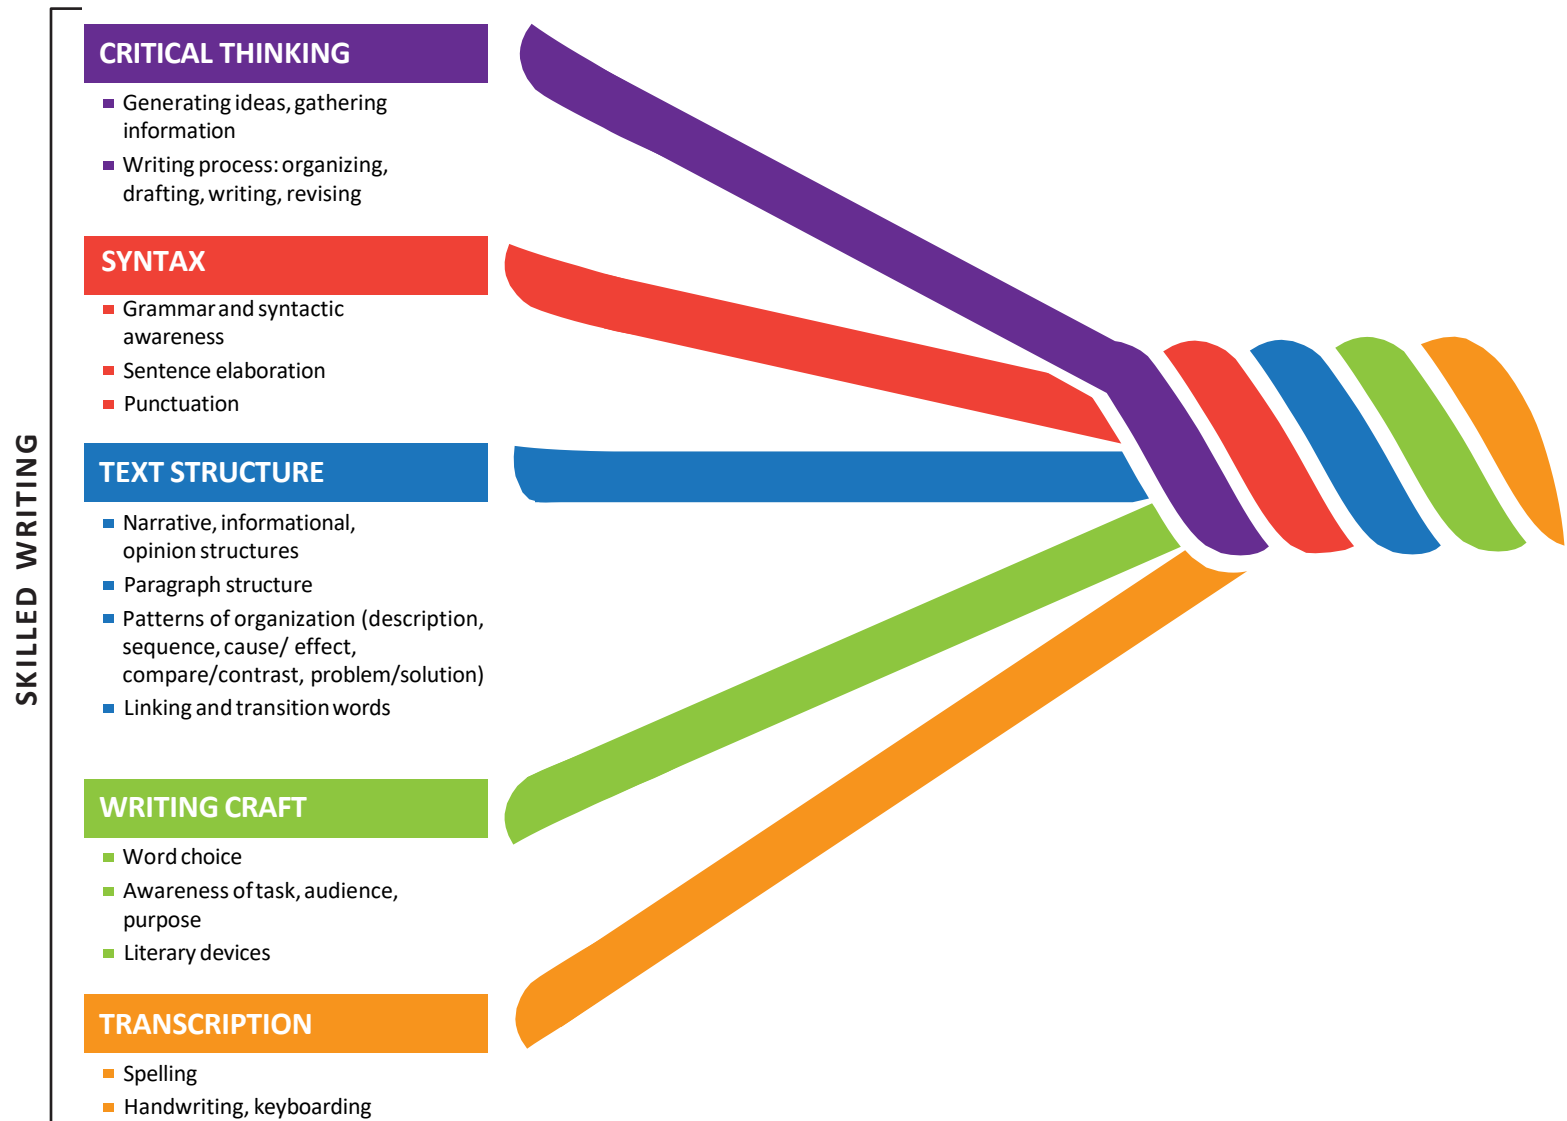 SKILLED WRITING
CRITICAL THINKING
Generating ideas, gathering
information
Writing process: organizing,
drafting, writing, revising
SYNTAX
Grammar and syntactic
awareness
Sentence elaboration
Punctuation
TEXT STRUCTURE
Narrative, informational,
opinion structures
Paragraph structure
Patterns of organization (description,
sequence, cause/ effect,
compare/contrast, problem/solution)
Linking and transition words
WRITING CRAFT
Word choice
Awareness of task, audience,
purpose
Literary devices
TRANSCRIPTION
Spelling
Handwriting, keyboarding